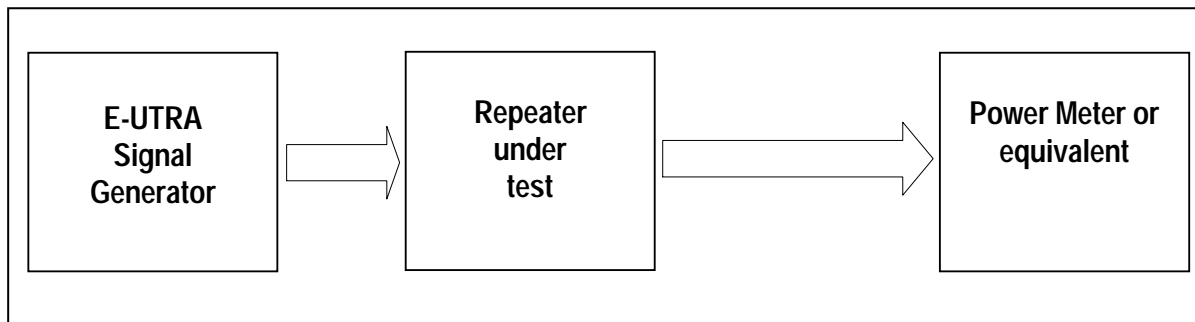 E-UTRA
Signal
Generator
Repeater
under
test
Power Meter or
equivalent